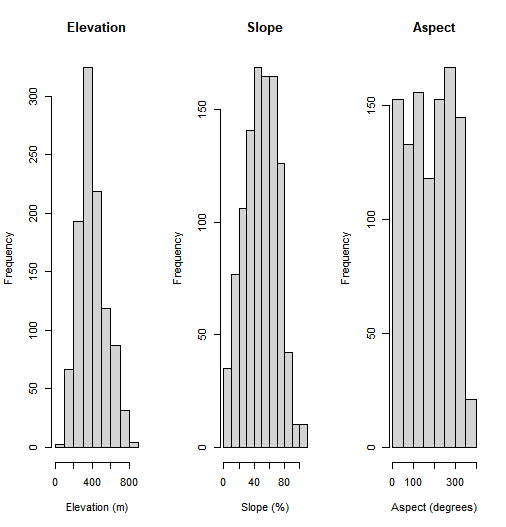 Elevation
Frequency
0 50 100 150 200 250 300
0 400 800
Elevation (m)
Slope
Frequency
0 50 100 150
0 40 80
Slope (%)
Aspect
Frequency
0 50 100 150
0 100 300
Aspect (degrees)